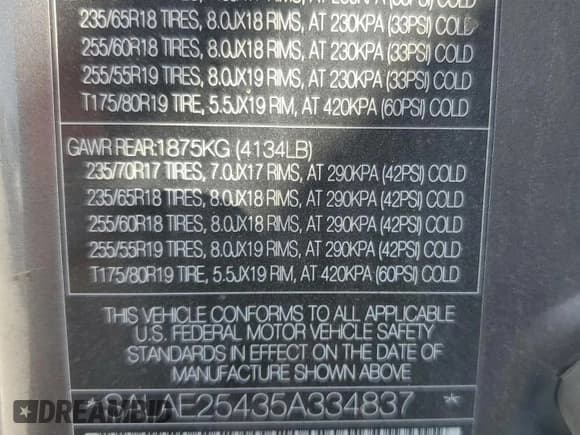 235/65R18 TIRES, 8.0JX18 RIMS, AT 230KPA (33PSI) COLD
255/60R18 TIRES, 8.0JX18 RIMS, AT 230KPA (33PSI) COLD
255/55R19 TIRES, 8.0JX19 RIMS, AT 230KPA (33PSI) COLD
T175/80R19 TIRE, 5.5JX19 RIM, AT 420KPA (60PSI) COLD
GAWR REAR:1875KG (4134LB)
235/70R17 TIRES, 7.0JX17 RIMS, AT 290KPA (42PSI) COLD
235/65R18 TIRES, 8.0JX18 RIMS, AT 290KPA (42PSI) COLD
255/60R18 TIRES, 8.0JX18 RIMS, AT 290KPA (42PSI) COLD
255/55R19 TIRES, 8.0JX19 RIMS, AT 290KPA (42PSI) COLD
T175/80R19 TIRE, 5.5JX19 RIM, AT 420KPA (60PSI) COLD
THIS VEHICLE CONFORMS TO ALL APPLICABLE
U.S. FEDERAL MOTOR VEHICLE SAFETY
STANDARDS IN EFFECT ON THE DATE OF
MANUFACTURE SHOWN ABOVE
AE25435A334837*
DREAMBID